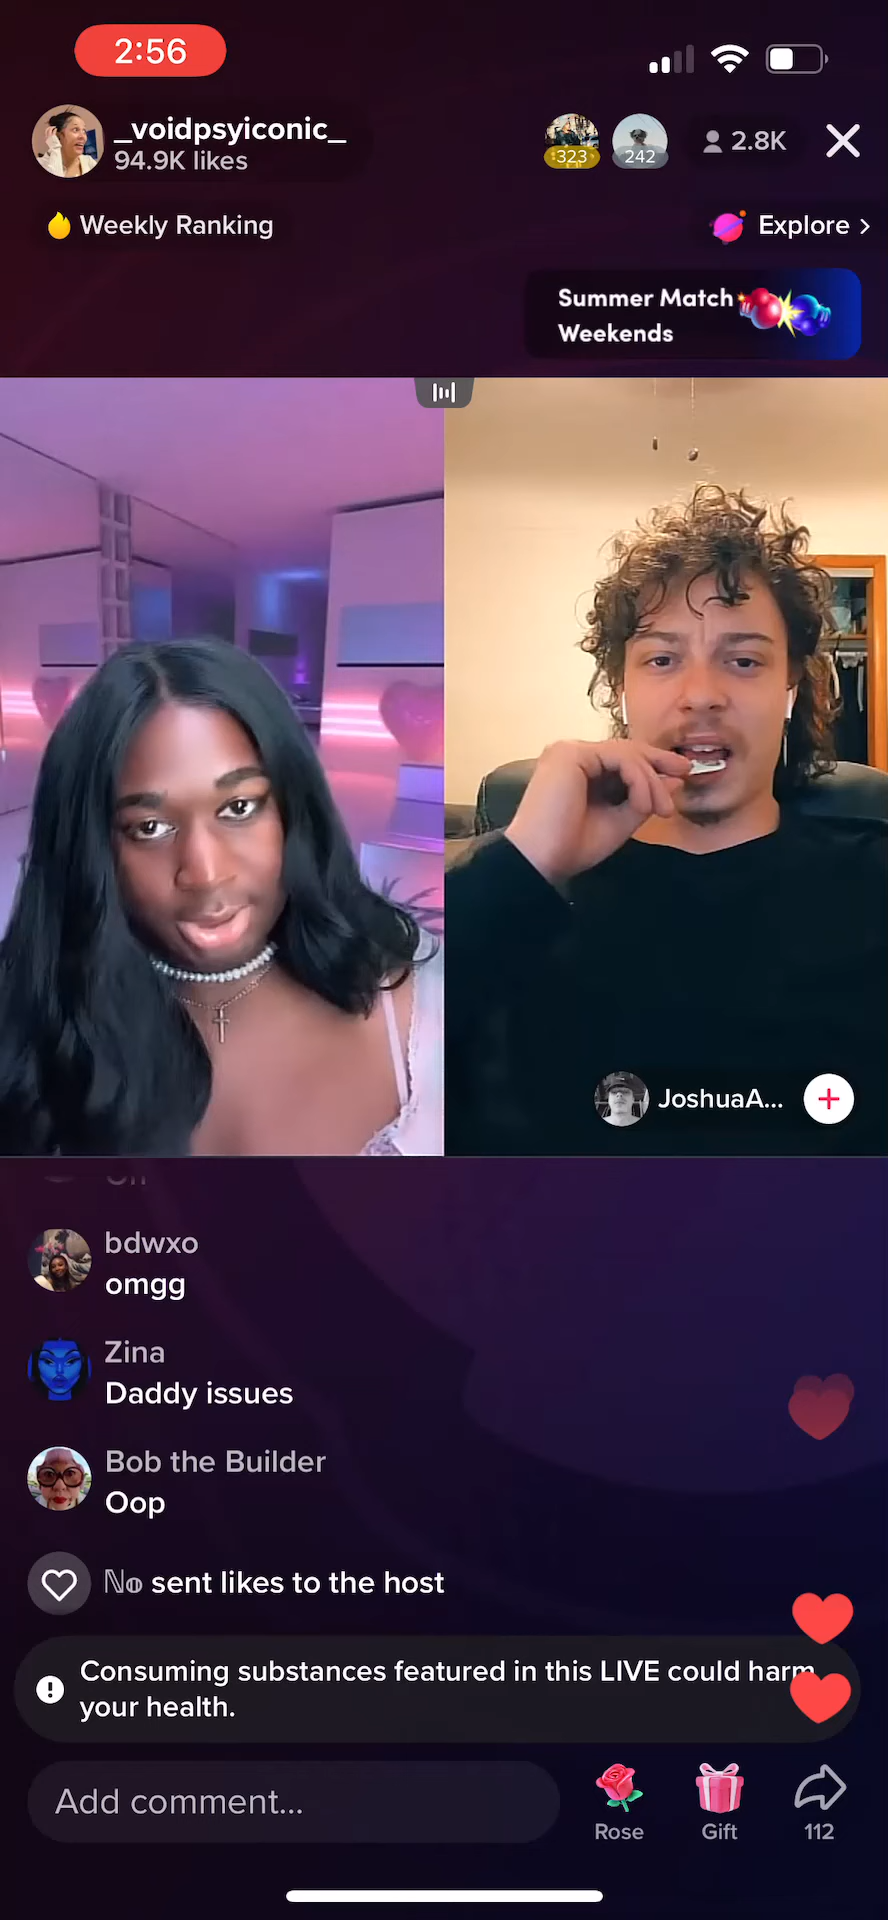 2:56
_voidpsyiconic_
94.9K likes
323
242
2.8K
Weekly Ranking
Explore >
Summer Match
Weekends
JoshuaA...
bdwxo
omgg
Zina
Daddy issues
Bob the Builder
Oop
ℕ𝕠 sent likes to the host
Consuming substances featured in this LIVE could harm
your health.
Add comment...
Rose
Gift
112